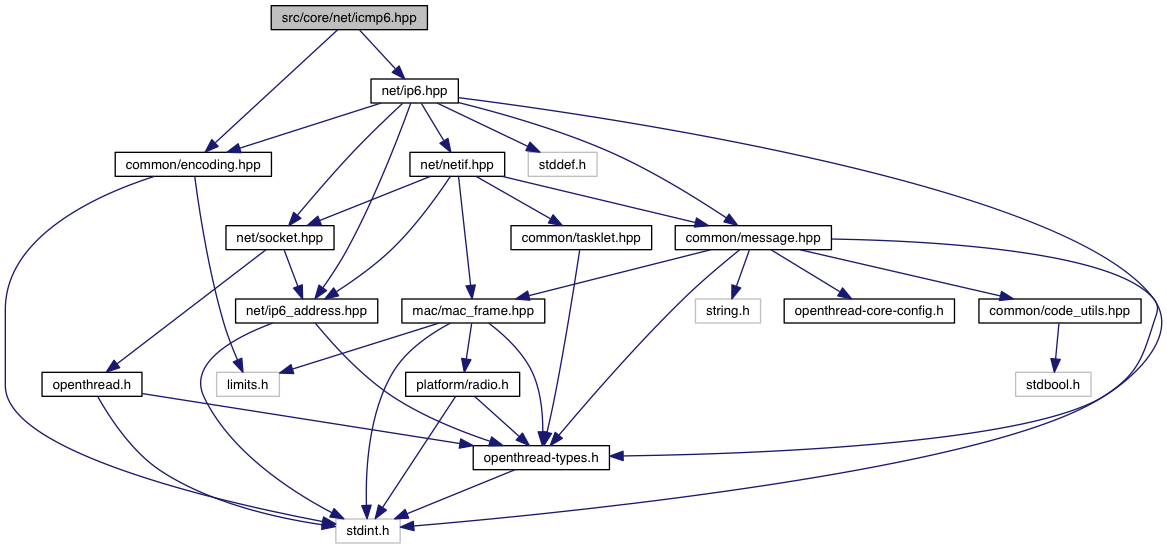 src/core/net/icmp6.hpp
net/ip6.hpp
common/encoding.hpp
net/netif.hpp
stddef.h
net/socket.hpp
common/tasklet.hpp
common/message.hpp
net/ip6_address.hpp
mac/mac_frame.hpp
string.h
openthread-core-config.h
common/code_utils.hpp
openthread.h
limits.h
platform/radio.h
stdbool.h
openthread-types.h
stdint.h